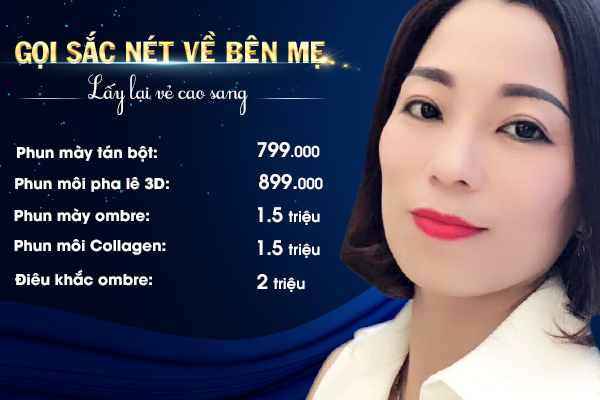 GỌI SẮC NÉT VỀ BÊN MẸ
Lấy lại vẻ cao sang
Phun mày tán bột: 799.000
Phun môi pha lê 3D: 899.000
Phun mày ombre: 1.5 triệu
Phun môi Collagen: 1.5 triệu
Điêu khắc ombre: 2 triệu